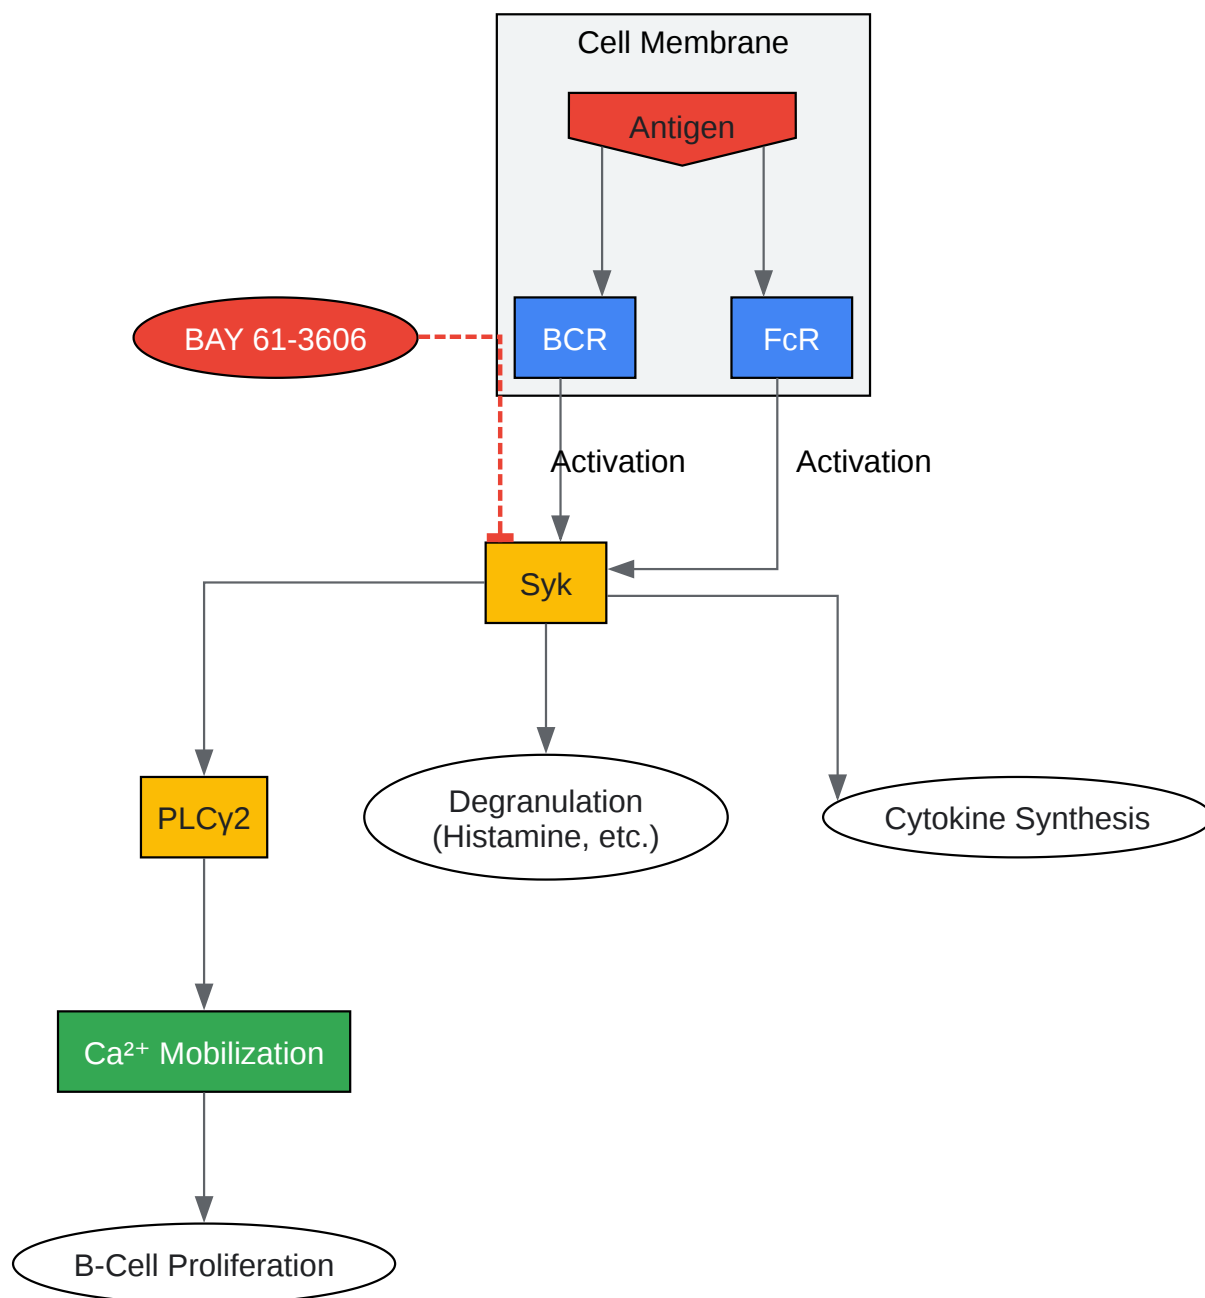 Cell Membrane
Antigen
BAY 61-3606
BCR
FcR
Activation
Activation
Syk
PLCγ2
Degranulation
(Histamine, etc.)
Cytokine Synthesis
Ca²⁺ Mobilization
B-Cell Proliferation